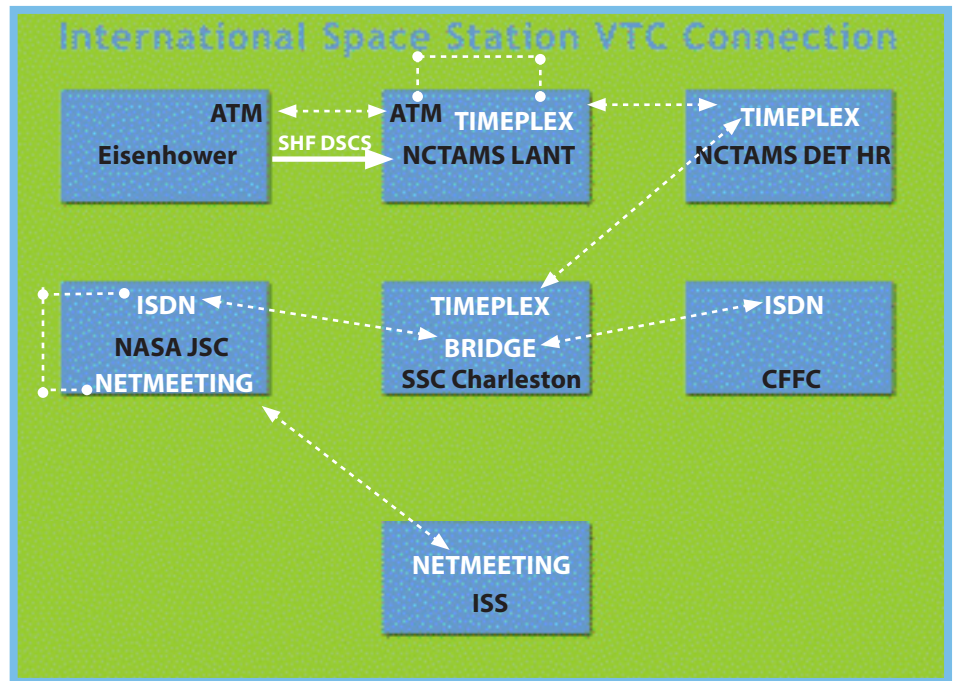 International Space Station VTC Connection
ATM
Eisenhower
SHF DSCS
ATM
TIMEPLEX
NCTAMS LANT
TIMEPLEX
NCTAMS DET HR
ISDN
NASA JSC
NETMEETING
TIMEPLEX
BRIDGE
SSC Charleston
ISDN
CFFC
NETMEETING
ISS